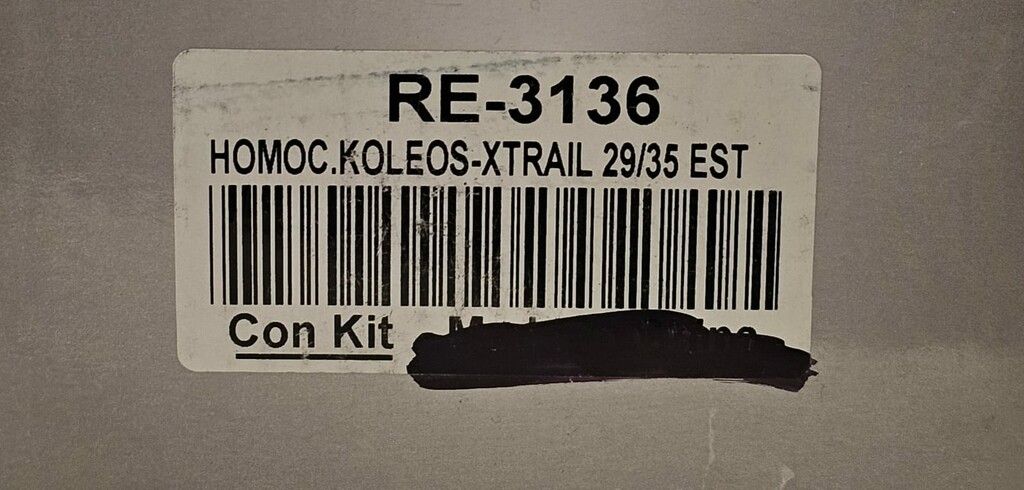 RE-3136
HOMOC.KOLEOS-XTRAIL 29/35 EST
Con Kit